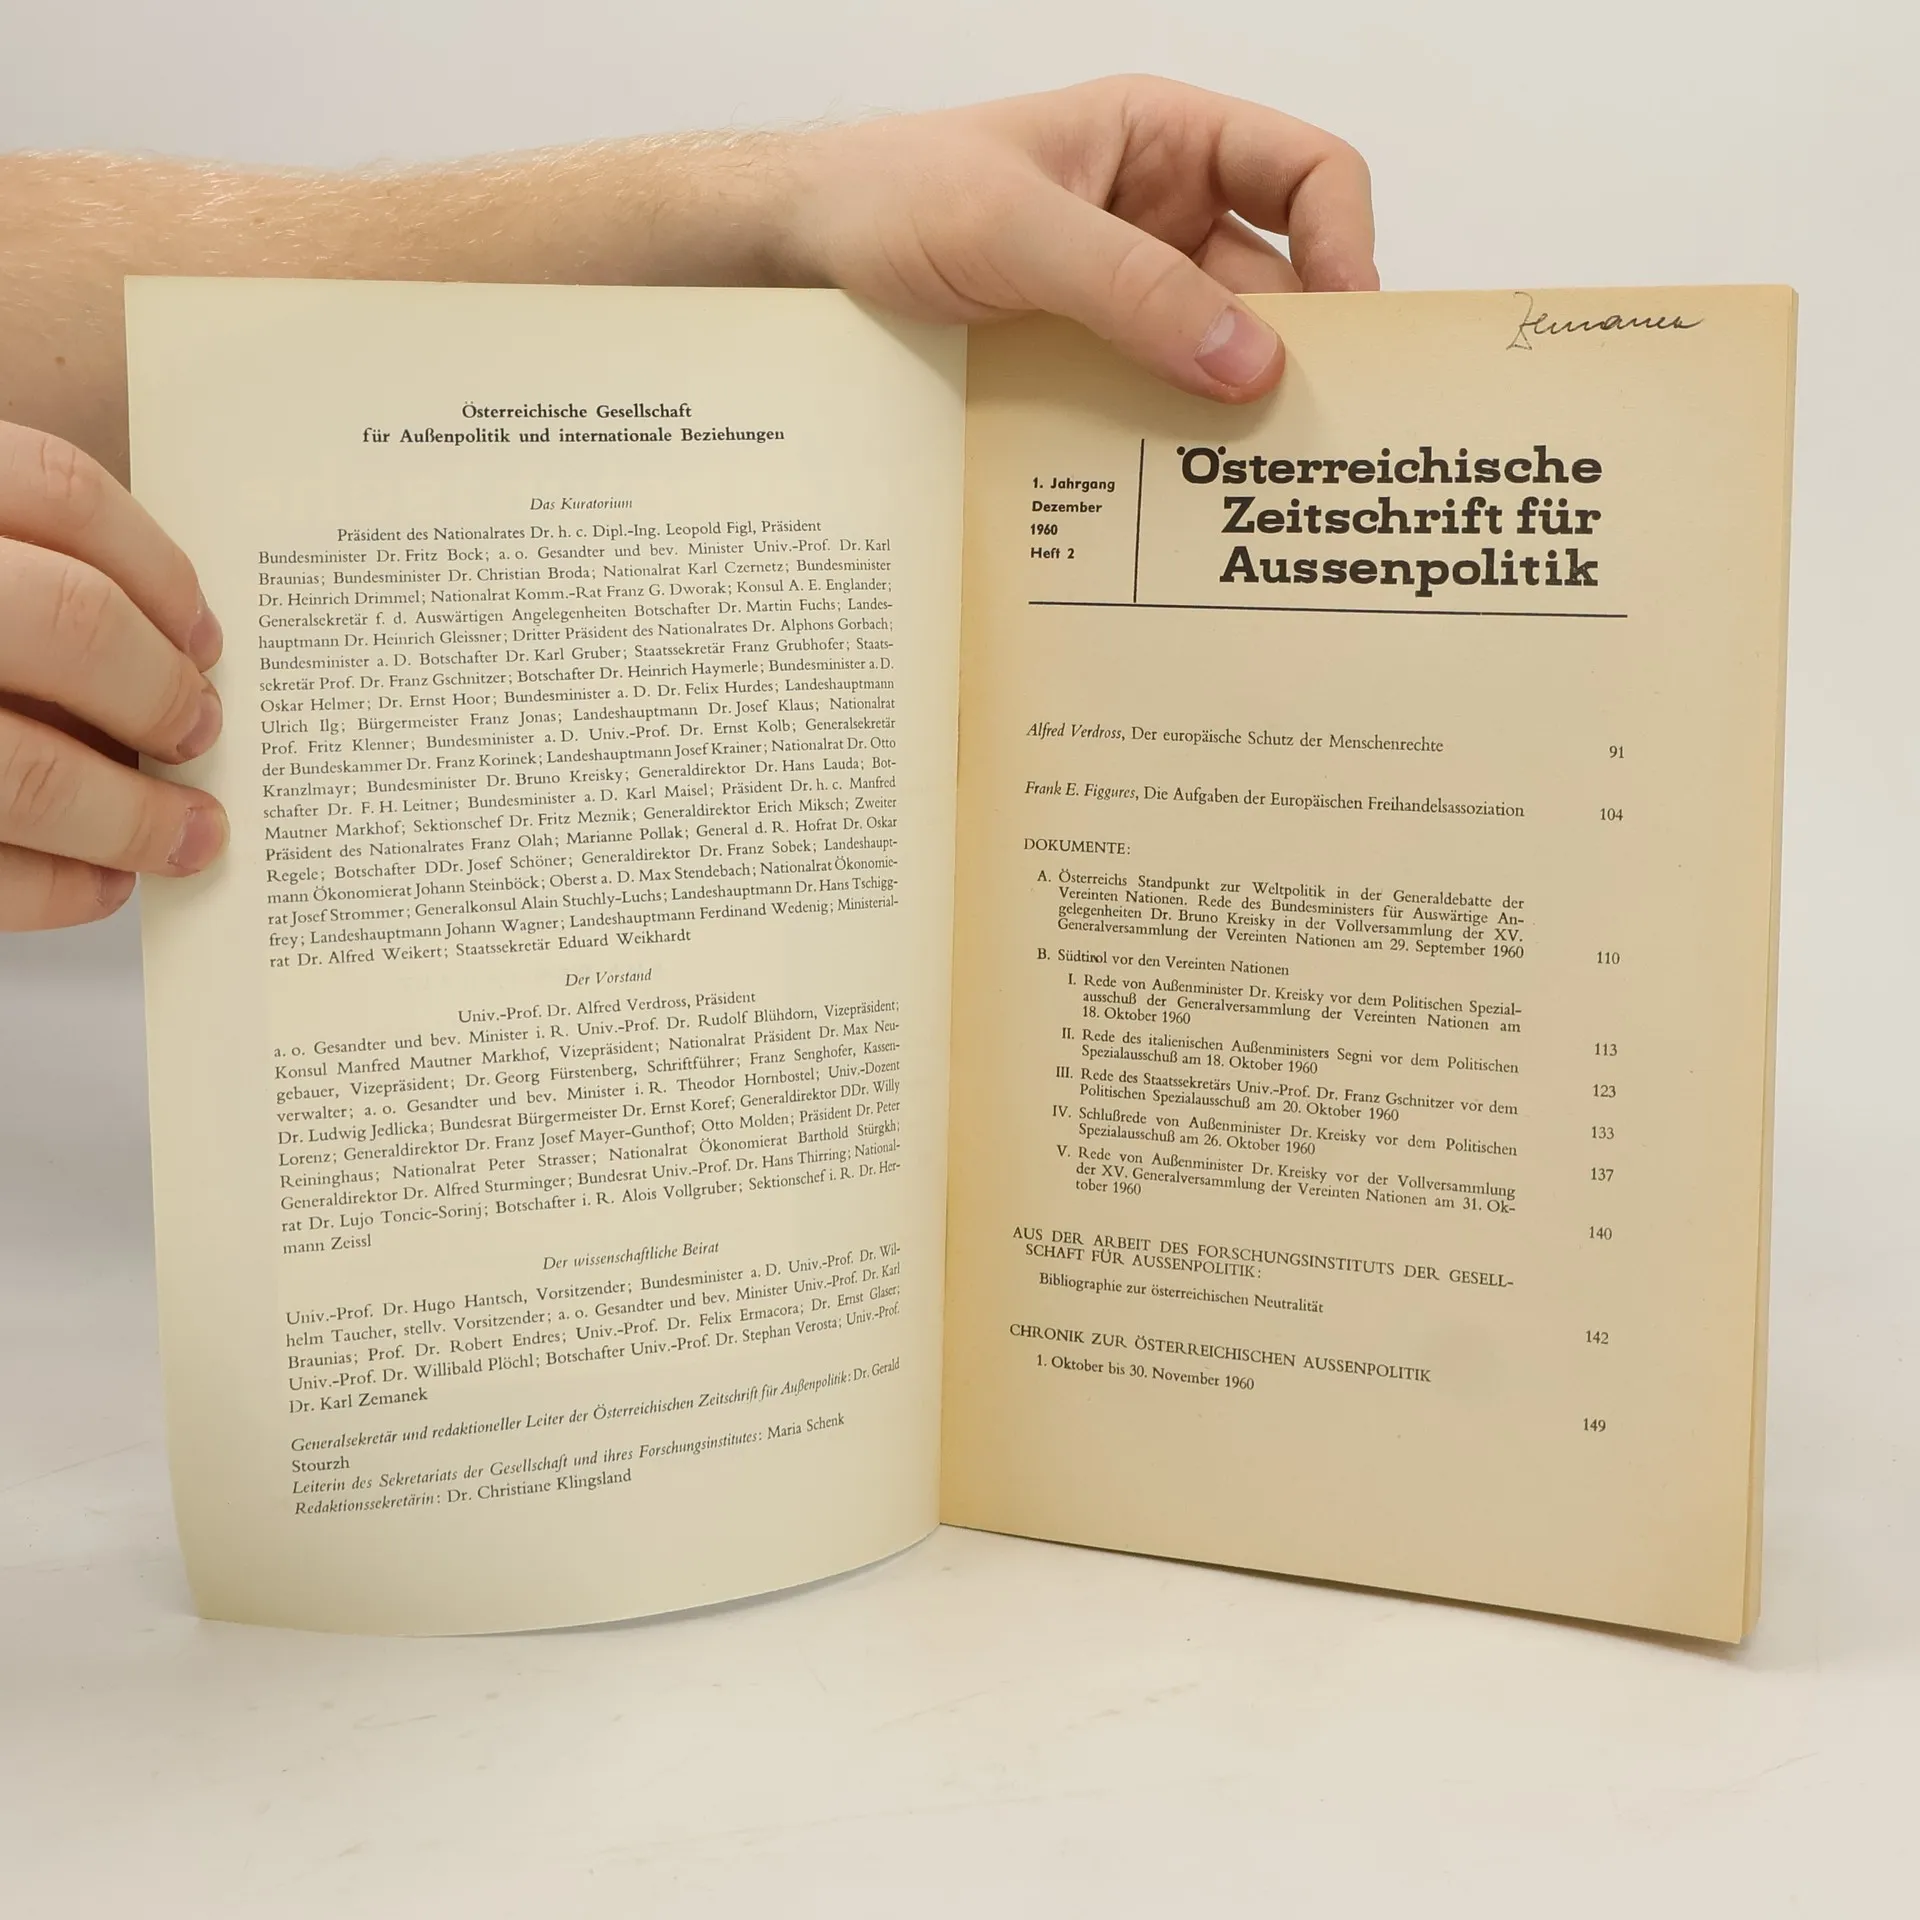 Österreichische Gesellschaft
für Außenpolitik und internationale Beziehungen
Das Kuratorium
Präsident des Nationalrates Dr. h. c. Dipl.-Ing. Leopold Figl, Präsident
Bundesminister Dr. Fritz Bock; a. o. Gesandter und bev. Minister Univ.-Prof. Dr. Karl
Braunias; Bundesminister Dr. Christian Broda; Nationalrat Karl Czernetz; Bundesminister
Dr. Heinrich Drimmel; Nationalrat Komm.-Rat Franz G. Dworak; Konsul A. E. Englander;
Generalsekretär f. d. Auswärtigen Angelegenheiten Botschafter Dr. Martin Fuchs; Landes-
hauptmann Dr. Heinrich Gleissner; Dritter Präsident des Nationalrates Dr. Alphons Gorbach;
Bundesminister a. D. Botschafter Dr. Karl Gruber; Staatssekretär Franz Grubhofer; Staats-
sekretär Prof. Dr. Franz Gschnitzer; Botschafter Dr. Heinrich Haymerle; Bundesminister a. D.
Oskar Helmer; Dr. Ernst Hoor; Bundesminister a. D. Dr. Felix Hurdes; Landeshauptmann
Ulrich Ilg; Bürgermeister Franz Jonas; Landeshauptmann Dr. Josef Klaus; Nationalrat
Prof. Fritz Klenner; Bundesminister a. D. Univ.-Prof. Dr. Ernst Kolb; Generalsekretär
der Bundeskammer Dr. Franz Korinek; Landeshauptmann Josef Krainer; Nationalrat Dr. Otto
Kranzlmayr; Bundesminister Dr. Bruno Kreisky; Generaldirektor Dr. Hans Lauda; Bot-
schafter Dr. F. H. Leitner; Bundesminister a. D. Karl Maisel; Präsident Dr. h. c. Manfred
Mautner Markhof; Sektionschef Dr. Fritz Meznik; Generaldirektor Erich Miksch; Zweiter
Präsident des Nationalrates Franz Olah; Marianne Pollak; General d. R. Hofrat Dr. Oskar
Regele; Botschafter DDr. Josef Schöner; Generaldirektor Dr. Franz Sobek; Landeshaupt-
mann Ökonomierat Johann Steinböck; Oberst a. D. Max Stendebach; Nationalrat Ökonomie-
rat Josef Strommer; Generalkonsul Alain Stuchly-Luchs; Landeshauptmann Dr. Hans Tschigg-
frey; Landeshauptmann Johann Wagner; Landeshauptmann Ferdinand Wedenig; Ministerial-
rat Dr. Alfred Weikert; Staatssekretär Eduard Weikhardt
Der Vorstand
Univ.-Prof. Dr. Alfred Verdross, Präsident
a. o. Gesandter und bev. Minister i. R. Univ.-Prof. Dr. Rudolf Blühdorn, Vizepräsident;
Konsul Manfred Mautner Markhof, Vizepräsident; Nationalrat Präsident Dr. Max Neu-
gebauer, Vizepräsident; Dr. Georg Fürstenberg, Schriftführer; Franz Senghofer, Kassen-
verwalter; a. o. Gesandter und bev. Minister i. R. Theodor Hornbostel; Univ.-Dozent
Dr. Ludwig Jedlicka; Bundesrat Bürgermeister Dr. Ernst Koref; Generaldirektor DDr. Willy
Lorenz; Generaldirektor Dr. Franz Josef Mayer-Gunthof; Otto Molden; Präsident Dr. Peter
Reininghaus; Nationalrat Peter Strasser; Nationalrat Ökonomierat Barthold Stürgkh;
Generaldirektor Dr. Alfred Sturminger; Bundesrat Univ.-Prof. Dr. Hans Thirring; National-
rat Dr. Lujo Toncic-Sorinj; Botschafter i. R. Alois Vollgruber; Sektionschef i. R. Dr. Her-
mann Zeissl
Der wissenschaftliche Beirat
Univ.-Prof. Dr. Hugo Hantsch, Vorsitzender; Bundesminister a. D. Univ.-Prof. Dr. Wil-
helm Taucher, stellv. Vorsitzender; a. o. Gesandter und bev. Minister Univ.-Prof. Dr. Karl
Braunias; Prof. Dr. Robert Endres; Univ.-Prof. Dr. Felix Ermacora; Dr. Ernst Glaser;
Univ.-Prof. Dr. Willibald Plöchl; Botschafter Univ.-Prof. Dr. Stephan Verosta; Univ.-Prof.
Dr. Karl Zemanek
Generalsekretär und redaktioneller Leiter der Österreichischen Zeitschrift für Außenpolitik: Dr. Gerald
Stourzh
Leiterin des Sekretariats der Gesellschaft und ihres Forschungsinstitutes: Maria Schenk
Redaktionssekretärin: Dr. Christiane Klingsland
Zemanek
1. Jahrgang
Dezember
1960
Heft 2
Österreichische
Zeitschrift für
Aussenpolitik
Alfred Verdross, Der europäische Schutz der Menschenrechte 91
Frank E. Figgures, Die Aufgaben der Europäischen Freihandelsassoziation 104
DOKUMENTE:
A. Österreichs Standpunkt zur Weltpolitik in der Generaldebatte der
Vereinten Nationen. Rede des Bundesministers für Auswärtige An-
gelegenheiten Dr. Bruno Kreisky in der Vollversammlung der XV.
Generalversammlung der Vereinten Nationen am 29. September 1960 110
B. Südtirol vor den Vereinten Nationen
I. Rede von Außenminister Dr. Kreisky vor dem Politischen Spezial-
ausschuß der Generalversammlung der Vereinten Nationen am
18. Oktober 1960 113
II. Rede des italienischen Außenministers Segni vor dem Politischen
Spezialausschuß am 18. Oktober 1960 123
III. Rede des Staatssekretärs Univ.-Prof. Dr. Franz Gschnitzer vor dem
Politischen Spezialausschuß am 20. Oktober 1960 133
IV. Schlußrede von Außenminister Dr. Kreisky vor dem Politischen
Spezialausschuß am 26. Oktober 1960 137
V. Rede von Außenminister Dr. Kreisky vor der Vollversammlung
der XV. Generalversammlung der Vereinten Nationen am 31. Ok-
tober 1960 140
AUS DER ARBEIT DES FORSCHUNGSINSTITUTS DER GESELL-
SCHAFT FÜR AUSSENPOLITIK:
Bibliographie zur österreichischen Neutralität 142
CHRONIK ZUR ÖSTERREICHISCHEN AUSSENPOLITIK
1. Oktober bis 30. November 1960 149